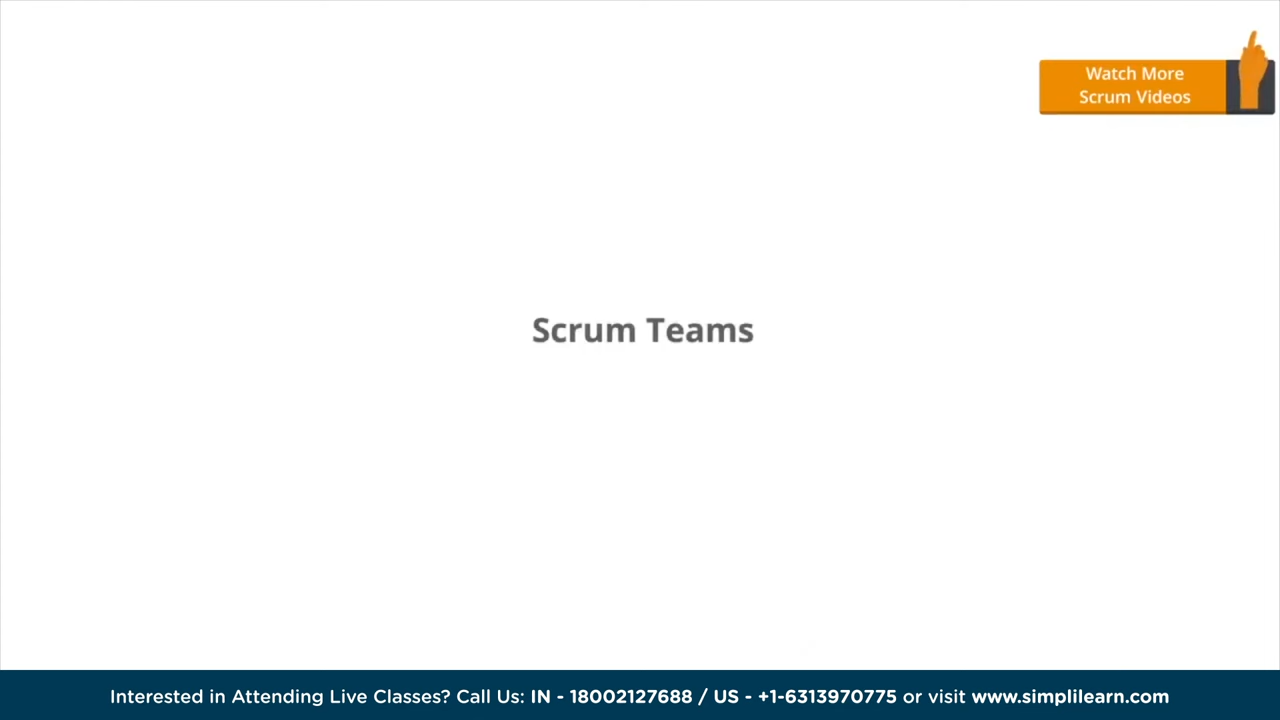 Watch More
Scrum Videos
Scrum Teams
Interested in Attending Live Classes? Call Us: IN - 18002127688 / US - +1-6313970775 or visit www.simplilearn.com